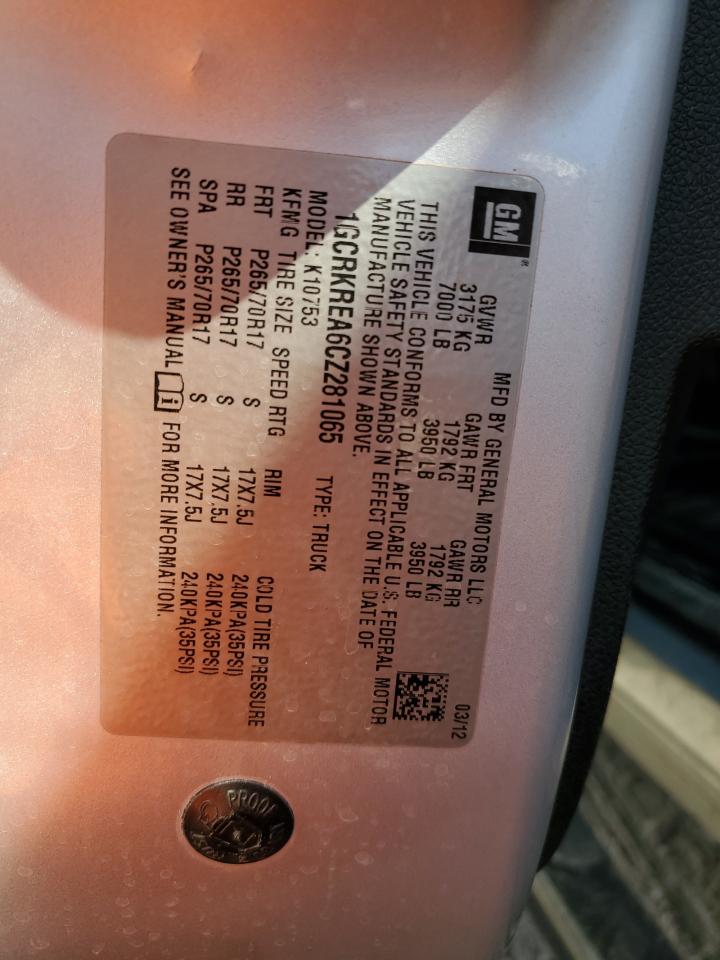 GM®
MFD BY GENERAL MOTORS LLC
03/12
GVWR GAWR FRT GAWR RR
3175 KG 1792 KG 1792 KG
7000 LB 3950 LB 3950 LB
THIS VEHICLE CONFORMS TO ALL APPLICABLE U.S. FEDERAL MOTOR
VEHICLE SAFETY STANDARDS IN EFFECT ON THE DATE OF
MANUFACTURE SHOWN ABOVE.
1GCRKREA6CZ281065 TYPE: TRUCK
MODEL: K10753
KFMG TIRE SIZE SPEED RTG RIM COLD TIRE PRESSURE
FRT P265/70R17 S 17X7.5J 240KPA(35PSI)
RR P265/70R17 S 17X7.5J 240KPA(35PSI)
SPA P265/70R17 S 17X7.5J 240KPA(35PSI)
SEE OWNER'S MANUAL FOR MORE INFORMATION.
PROOF